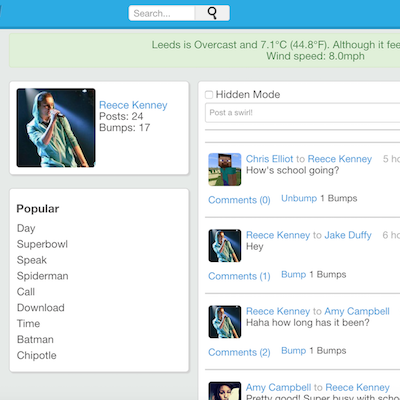 Search...
Leeds is Overcast and 7.1°C (44.8°F). Although it fee
Wind speed: 8.0mph
Reece Kenney
Posts: 24
Bumps: 17
Popular
Day
Superbowl
Speak
Spiderman
Call
Download
Time
Batman
Chipotle
Hidden Mode
Post a swirl!
Chris Elliot to Reece Kenney 5 ho
How's school going?
Comments (0) Unbump 1 Bumps
Reece Kenney to Jake Duffy 6 ho
Hey
Comments (1) Bump 1 Bumps
Reece Kenney to Amy Campbell
Haha how long has it been?
Comments (2) Bump 1 Bumps
Amy Campbell to Reece Kenney
Pretty good! Super busy with scho